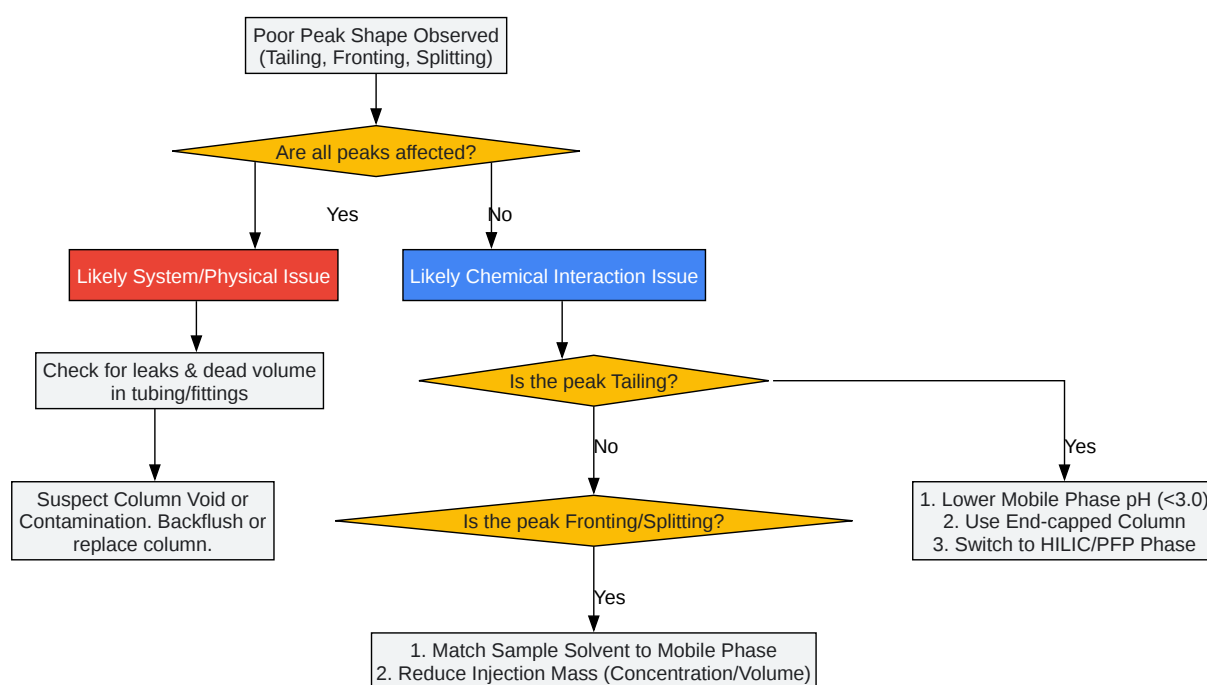 Poor Peak Shape Observed
(Tailing, Fronting, Splitting)
Are all peaks affected?
Yes
No
Likely System/Physical Issue
Likely Chemical Interaction Issue
Check for leaks & dead volume
in tubing/fittings
Is the peak Tailing?
No
Yes
Suspect Column Void or
Contamination. Backflush or
replace column.
Is the peak Fronting/Splitting?
1. Lower Mobile Phase pH (<3.0)
2. Use End-capped Column
3. Switch to HILIC/PFP Phase
Yes
1. Match Sample Solvent to Mobile Phase
2. Reduce Injection Mass (Concentration/Volume)